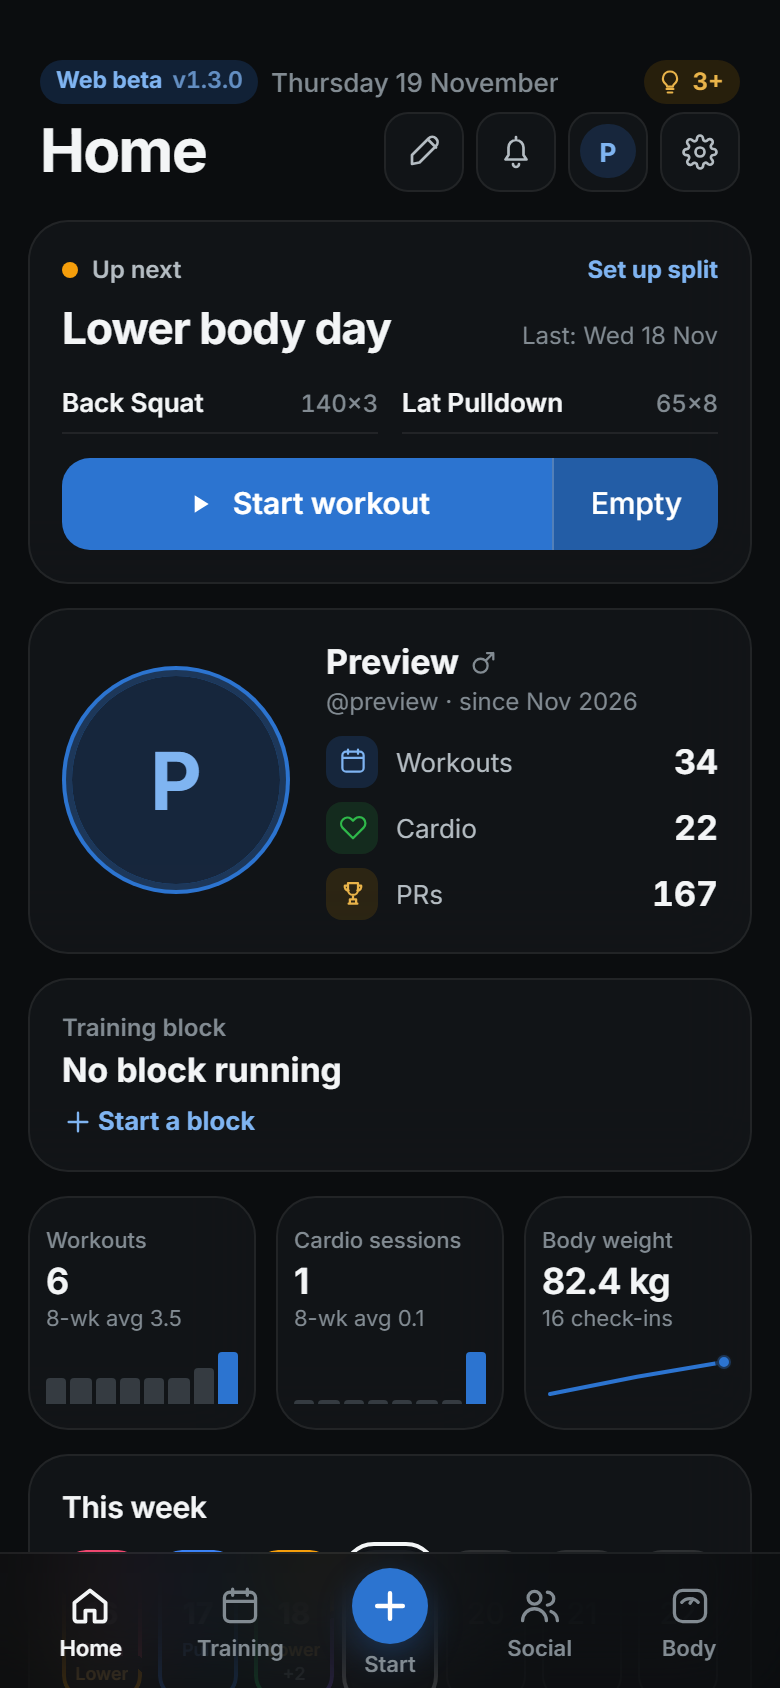 Web beta v1.3.0 Thursday 19 November 3+
Home P
Up next Set up split
Lower body day Last: Wed 18 Nov
Back Squat 140×3 Lat Pulldown 65×8
Start workout Empty
Preview
@preview · since Nov 2026
P
Workouts 34
Cardio 22
PRs 167
Training block
No block running
Start a block
Workouts
6
8-wk avg 3.5
Cardio sessions
1
8-wk avg 0.1
Body weight
82.4 kg
16 check-ins
This week
17 18
Lower
+2
Home Training Start Social Body